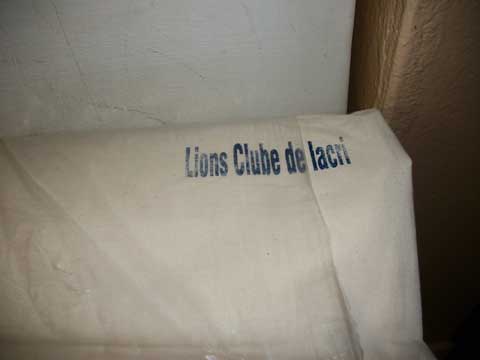 Lions Clube de Iacri